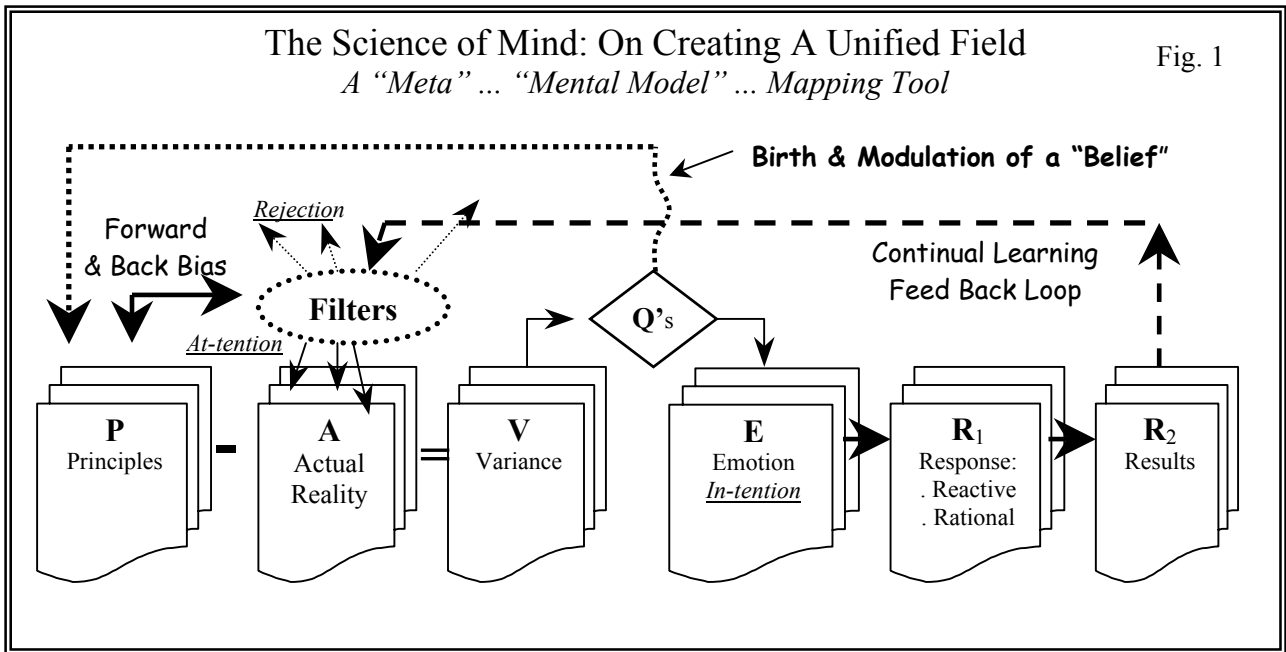 The Science of Mind: On Creating A Unified Field
Fig. 1
A “Meta” ... “Mental Model” ... Mapping Tool
Birth & Modulation of a “Belief”
Rejection
Forward
& Back Bias
Continual Learning
Feed Back Loop
Filters
Q's
At-tention
P
Principles
-
A
Actual
Reality
=
V
Variance
E
Emotion
In-tention
R1
Response:
. Reactive
. Rational
R2
Results